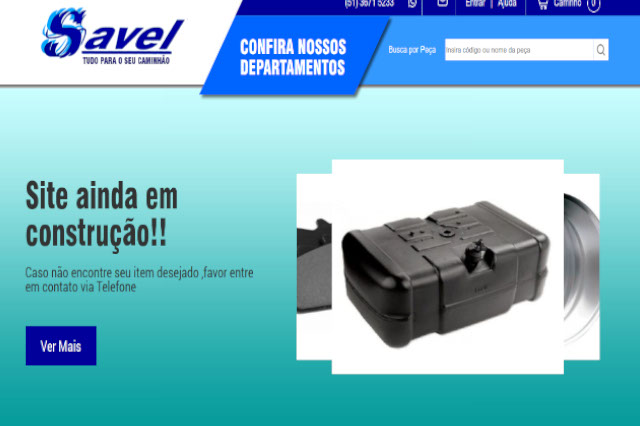 (51) 3671 5233
Entrar | Ajuda
Carrinho 0
Savel
TUDO PARA O SEU CAMINHÃO
CONFIRA NOSSOS
DEPARTAMENTOS
Busca por Peça
Insira código ou nome da peça
Site ainda em
construção!!
Caso não encontre seu item desejado ,favor entre
em contato via Telefone
Ver Mais